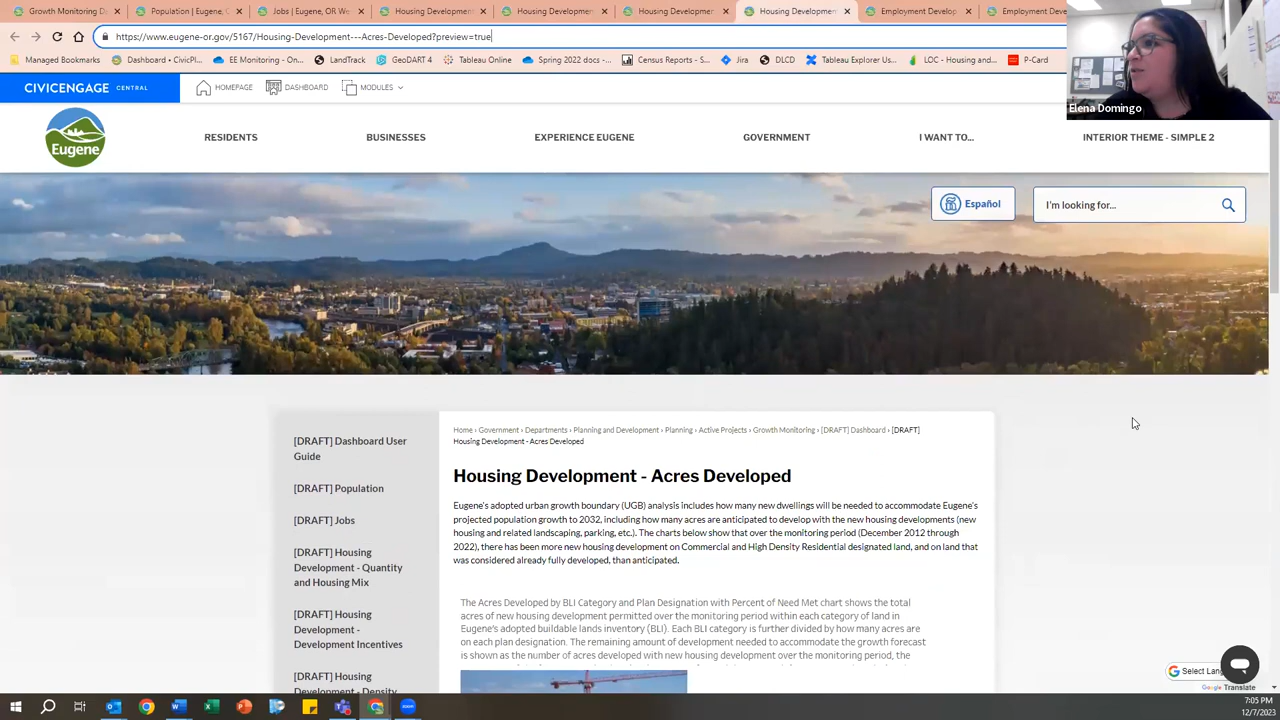 Growth Monitoring D
Population | Eugene, O
Jobs | Eugene, OR We
Housing Development
Housing Development
Housing Development
Housing Development
Employment Develop
Employment Develo
https://www.eugene-or.gov/5167/Housing-Development---Acres-Developed?preview=true
Managed Bookmarks
Dashboard • CivicPl...
EE Monitoring - On...
LandTrack
GeoDART 4
Tableau Online
Spring 2022 docs -...
Census Reports - S...
Jira
DLCD
Tableau Explorer Us...
LOC - Housing and...
P-Card
Elena Domingo
CIVICENGAGE CENTRAL
HOMEPAGE
DASHBOARD
MODULES
Eugene
RESIDENTS
BUSINESSES
EXPERIENCE EUGENE
GOVERNMENT
I WANT TO...
INTERIOR THEME - SIMPLE 2
Español
I'm looking for...
[DRAFT] Dashboard User
Guide
[DRAFT] Population
[DRAFT] Jobs
[DRAFT] Housing
Development - Quantity
and Housing Mix
[DRAFT] Housing
Development -
Development Incentives
[DRAFT] Housing
Development - Density
Home › Government › Departments › Planning and Development › Planning › Active Projects › Growth Monitoring › [DRAFT] Dashboard › [DRAFT]
Housing Development - Acres Developed
Housing Development - Acres Developed
Eugene's adopted urban growth boundary (UGB) analysis includes how many new dwellings will be needed to accommodate Eugene's
projected population growth to 2032, including how many acres are anticipated to develop with the new housing developments (new
housing and related landscaping, parking, etc.). The charts below show that over the monitoring period (December 2012 through
2022), there has been more new housing development on Commercial and High Density Residential designated land, and on land that
was considered already fully developed, than anticipated.
The Acres Developed by BLI Category and Plan Designation with Percent of Need Met chart shows the total
acres of new housing development permitted over the monitoring period within each category of land in
Eugene's adopted buildable lands inventory (BLI). Each BLI category is further divided by how many acres are
on each plan designation. The remaining amount of development needed to accommodate the growth forecast
is shown as the number of acres developed with new housing development over the monitoring period, the
Select Lang
Google Translate
7:05 PM
12/7/2023